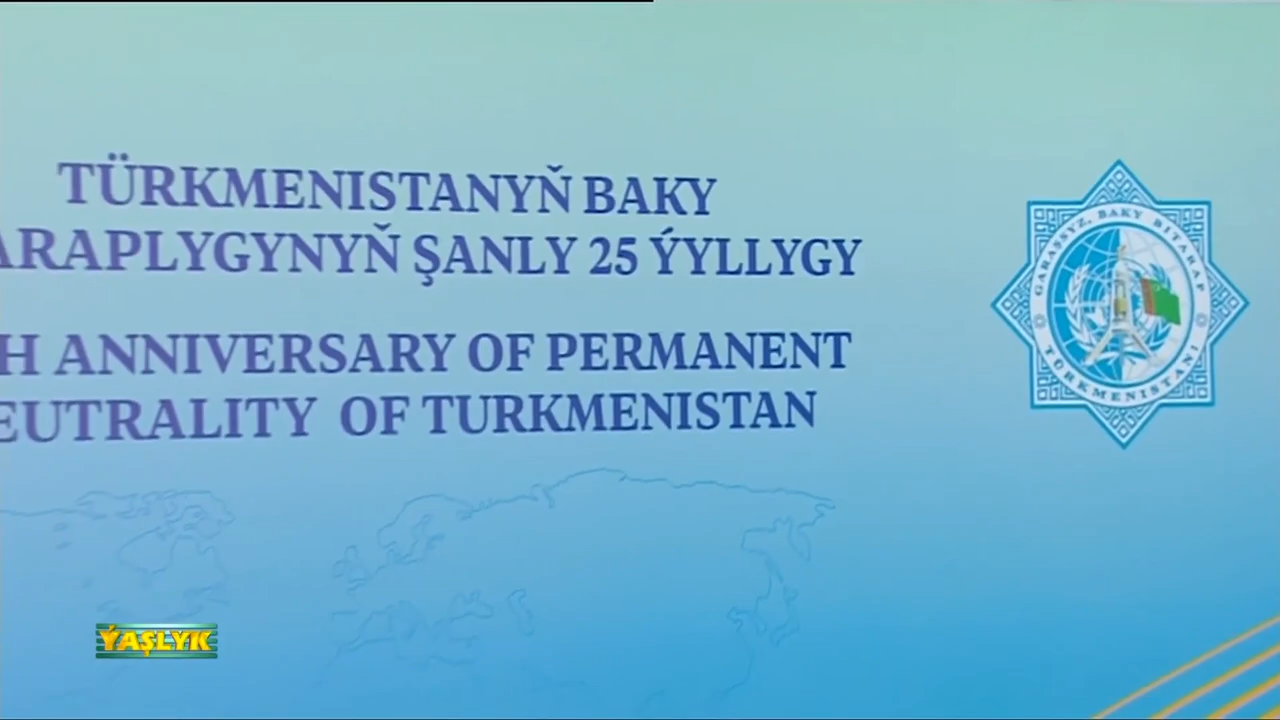 TÜRKMENISTANYŇ BAKY
ARAPLYGYNYŇ ŞANLY 25 ÝYLLYGY
H ANNIVERSARY OF PERMANENT
EUTRALITY OF TURKMENISTAN
GARAŞSYZ, BAKY BITARAP
TÜRKMENISTAN
ÝAŞLYK